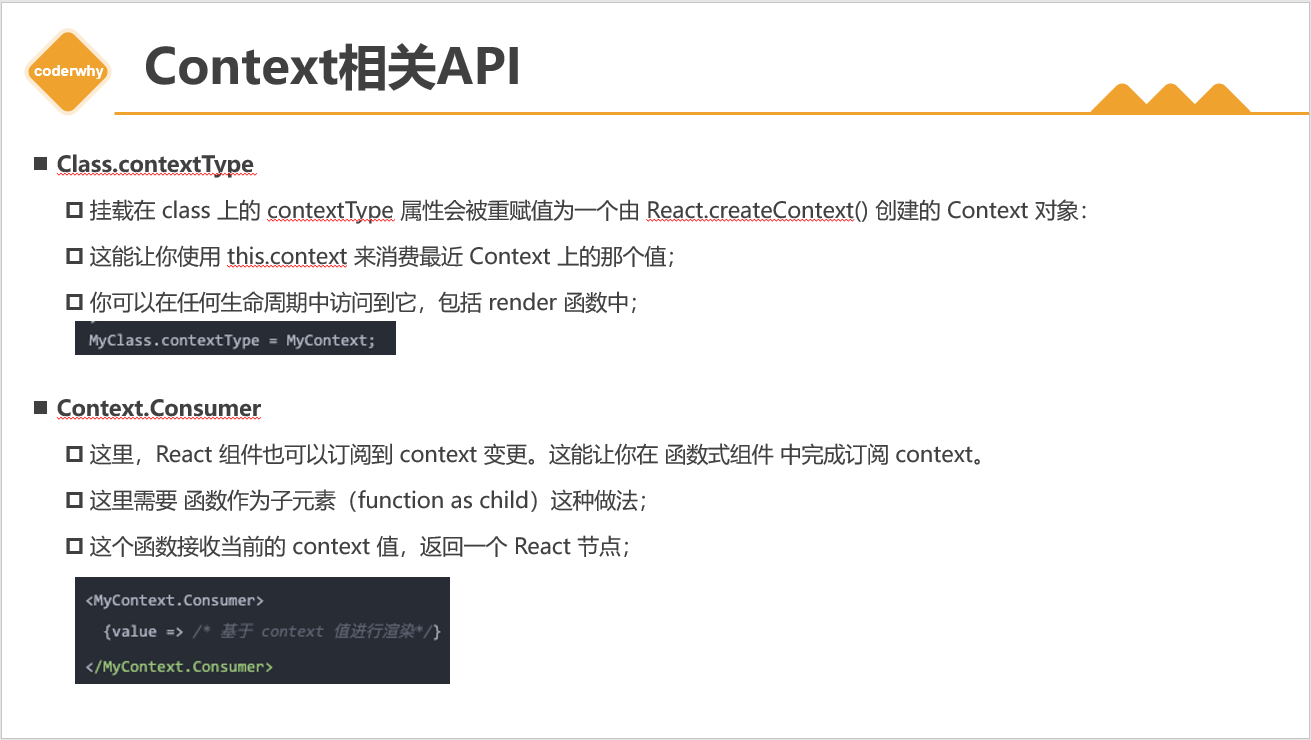 coderwhy
Context相关API
Class.contextType
挂载在 class 上的 contextType 属性会被重赋值为一个由 React.createContext() 创建的 Context 对象：
这能让你使用 this.context 来消费最近 Context 上的那个值；
你可以在任何生命周期中访问到它，包括 render 函数中；
MyClass.contextType = MyContext;
Context.Consumer
这里，React 组件也可以订阅到 context 变更。这能让你在 函数式组件 中完成订阅 context。
这里需要 函数作为子元素（function as child）这种做法；
这个函数接收当前的 context 值，返回一个 React 节点；
<MyContext.Consumer>
{value => /* 基于 context 值进行渲染*/}
</MyContext.Consumer>